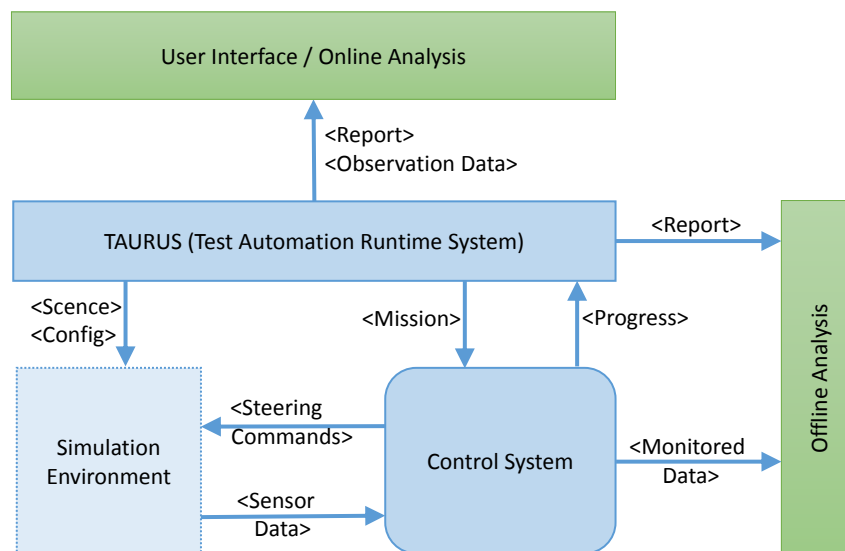 User Interface / Online Analysis
<Report>
<Observation Data>
TAURUS (Test Automation Runtime System)
<Report>
<Scence>
<Config>
<Mission>
<Progress>
Simulation
Environment
<Steering
Commands>
<Sensor
Data>
Control System
<Monitored
Data>
Offline Analysis